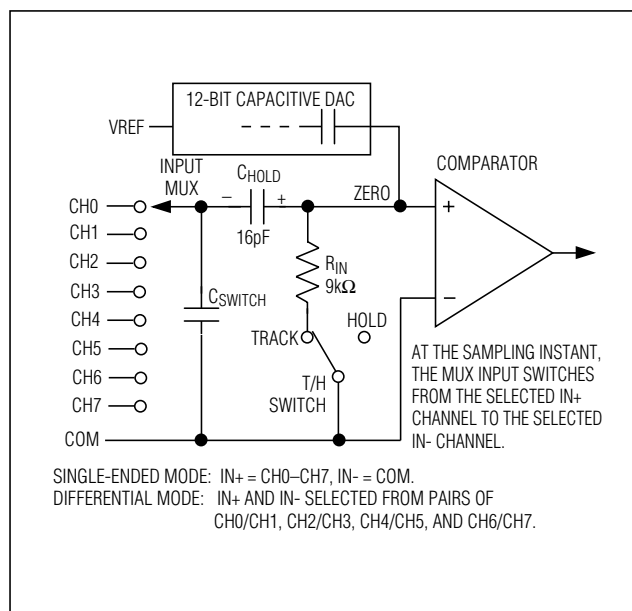 12-BIT CAPACITIVE DAC
VREF
INPUT
MUX
CHOLD
16pF
–
+
ZERO
COMPARATOR
+
–
CH0
CH1
CH2
CH3
CH4
CH5
CH6
CH7
COM
CSWITCH
RIN
9kΩ
TRACK
HOLD
T/H
SWITCH
AT THE SAMPLING INSTANT,
THE MUX INPUT SWITCHES
FROM THE SELECTED IN+
CHANNEL TO THE SELECTED
IN- CHANNEL.
SINGLE-ENDED MODE: IN+ = CH0–CH7, IN- = COM.
DIFFERENTIAL MODE: IN+ AND IN- SELECTED FROM PAIRS OF
CH0/CH1, CH2/CH3, CH4/CH5, AND CH6/CH7.